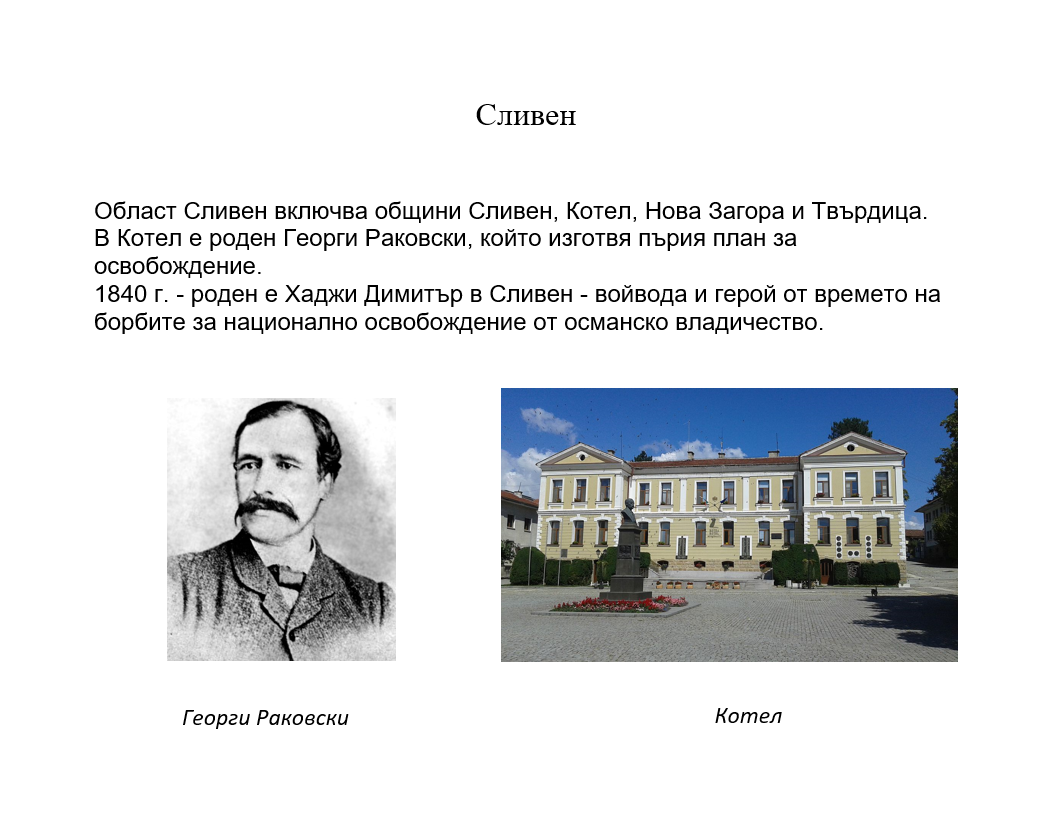 Сливен
Област Сливен включва общини Сливен, Котел, Нова Загора и Твърдица.
В Котел е роден Георги Раковски, който изготвя пърия план за
освобождение.
1840 г. - роден е Хаджи Димитър в Сливен - войвода и герой от времето на
борбите за национално освобождение от османско владичество.
Георги Раковски
Котел